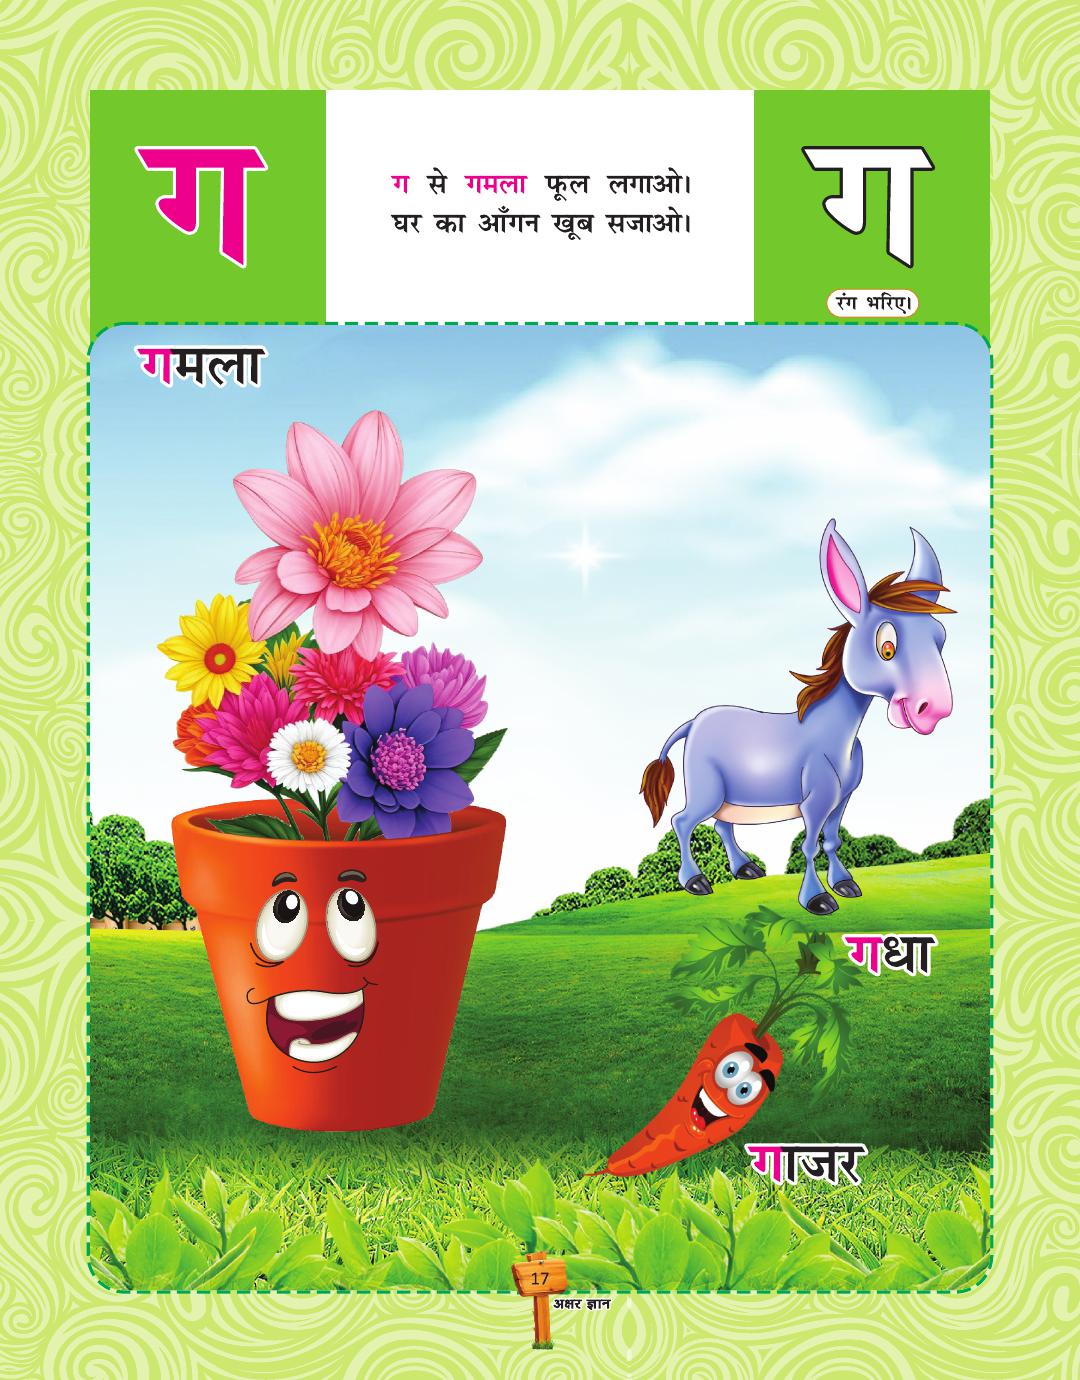 ग
ग से गमला फूल लगाओ।
घर का आँगन खूब सजाओ।
ग
रंग भरिए।
गमला
गधा
गाजर
17
अक्षर ज्ञान